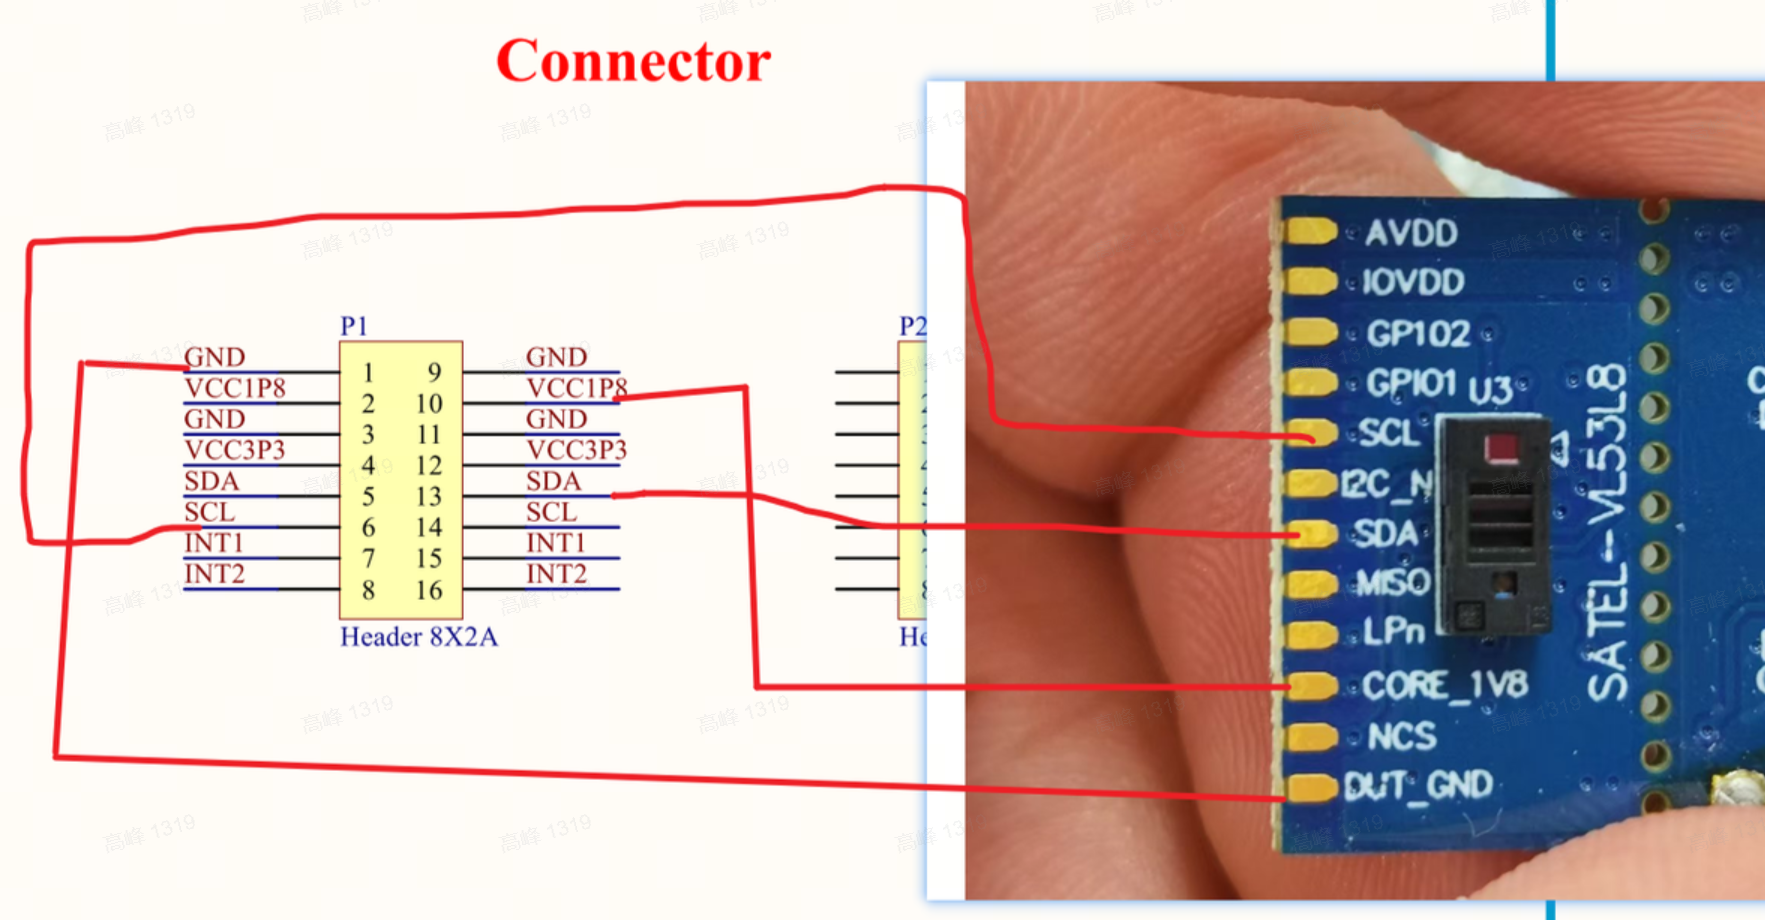 Connector
P1
GND 1 9 GND
VCC1P8 2 10 VCC1P8
GND 3 11 GND
VCC3P3 4 12 VCC3P3
SDA 5 13 SDA
SCL 6 14 SCL
INT1 7 15 INT1
INT2 8 16 INT2
Header 8X2A
P2
He
AVDD
IOVDD
GP102
GPIO1 U3
SCL
I2C_N
SDA
MISO
LPn
CORE_1V8
NCS
DUT_GND
SATEL-VL53L8
高峰 1319